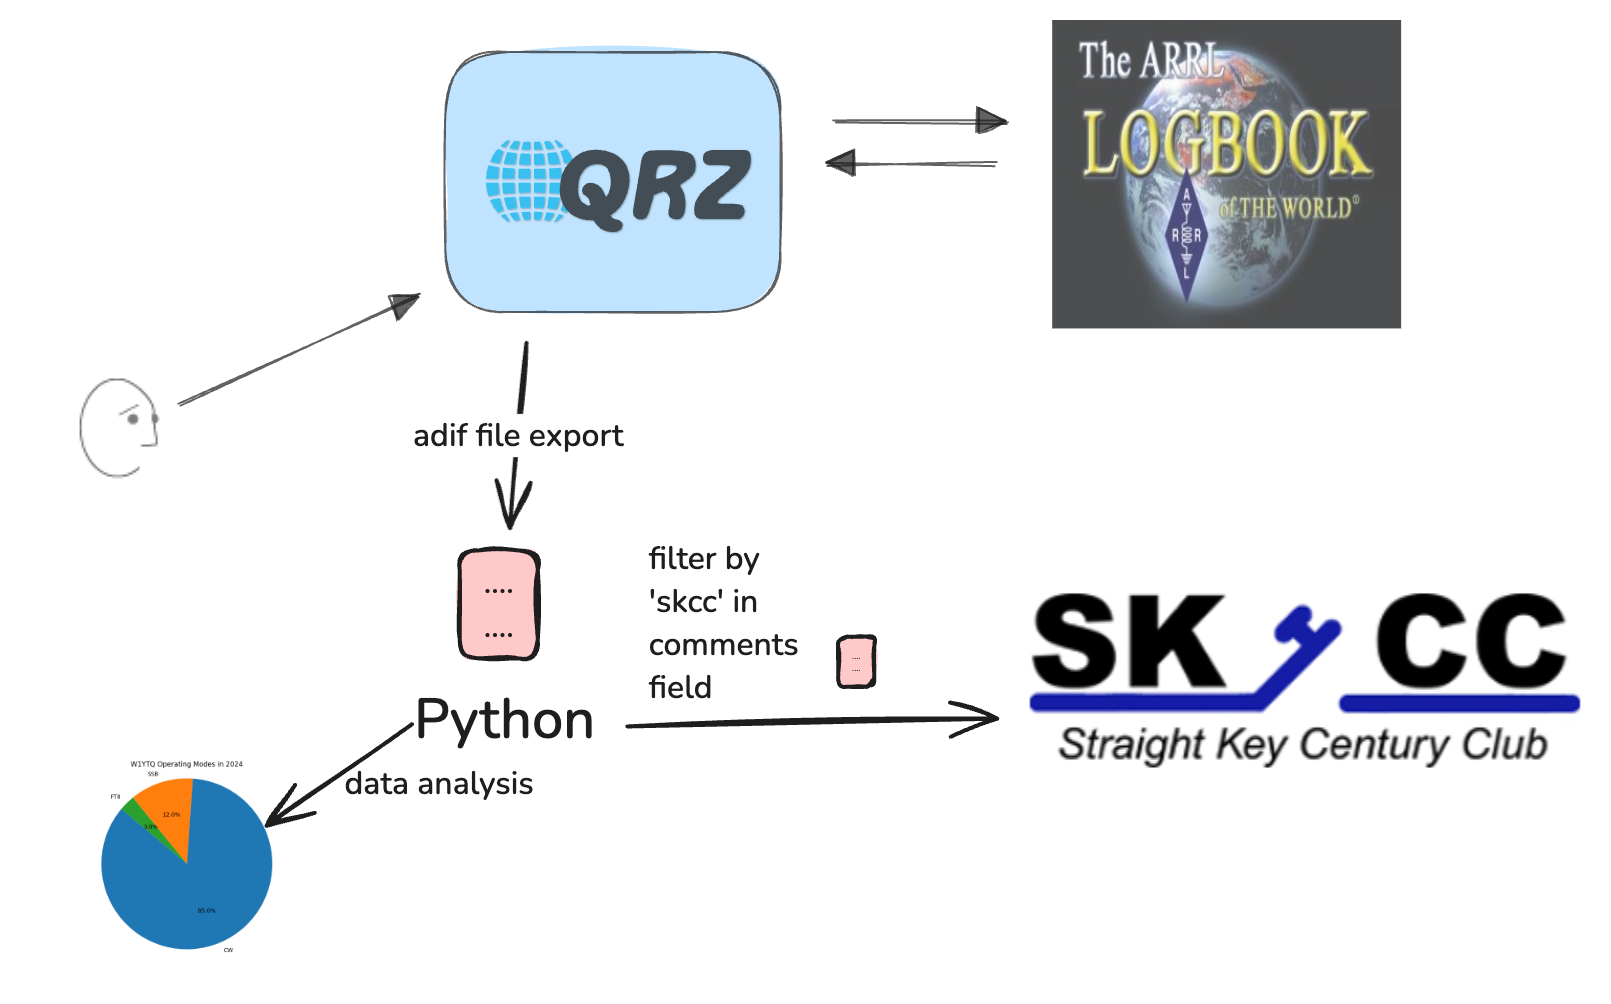 QRZ
The ARRL
LOGBOOK
of THE WORLD®
A
R R
L
adif file export
....
....
filter by
'skcc' in
comments
field
....
....
SK CC
Straight Key Century Club
Python
data analysis
W1YTQ Operating Modes in 2024
SSB
FT8
12.0%
3.0%
85.0%
CW